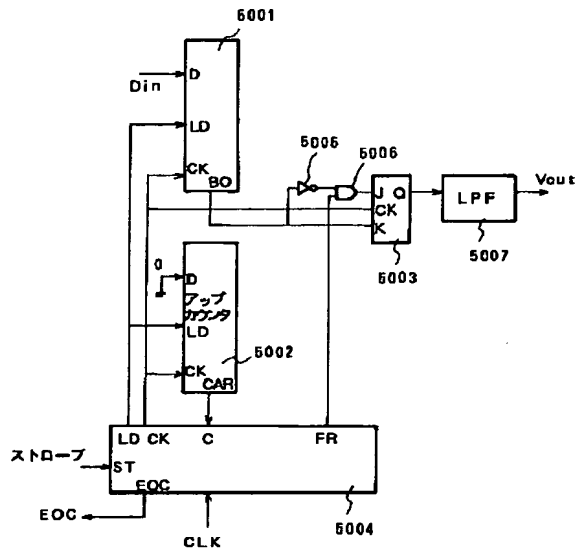 5001
D
Din
LD
CK
BO
5005
5006
J Q
CK
K
5003
LPF
5007
Vout
0
D
アップ
カウンタ
LD
5002
CK
CAR
LD CK C FR
ストローブ
ST
EOC
5004
EOC
CLK